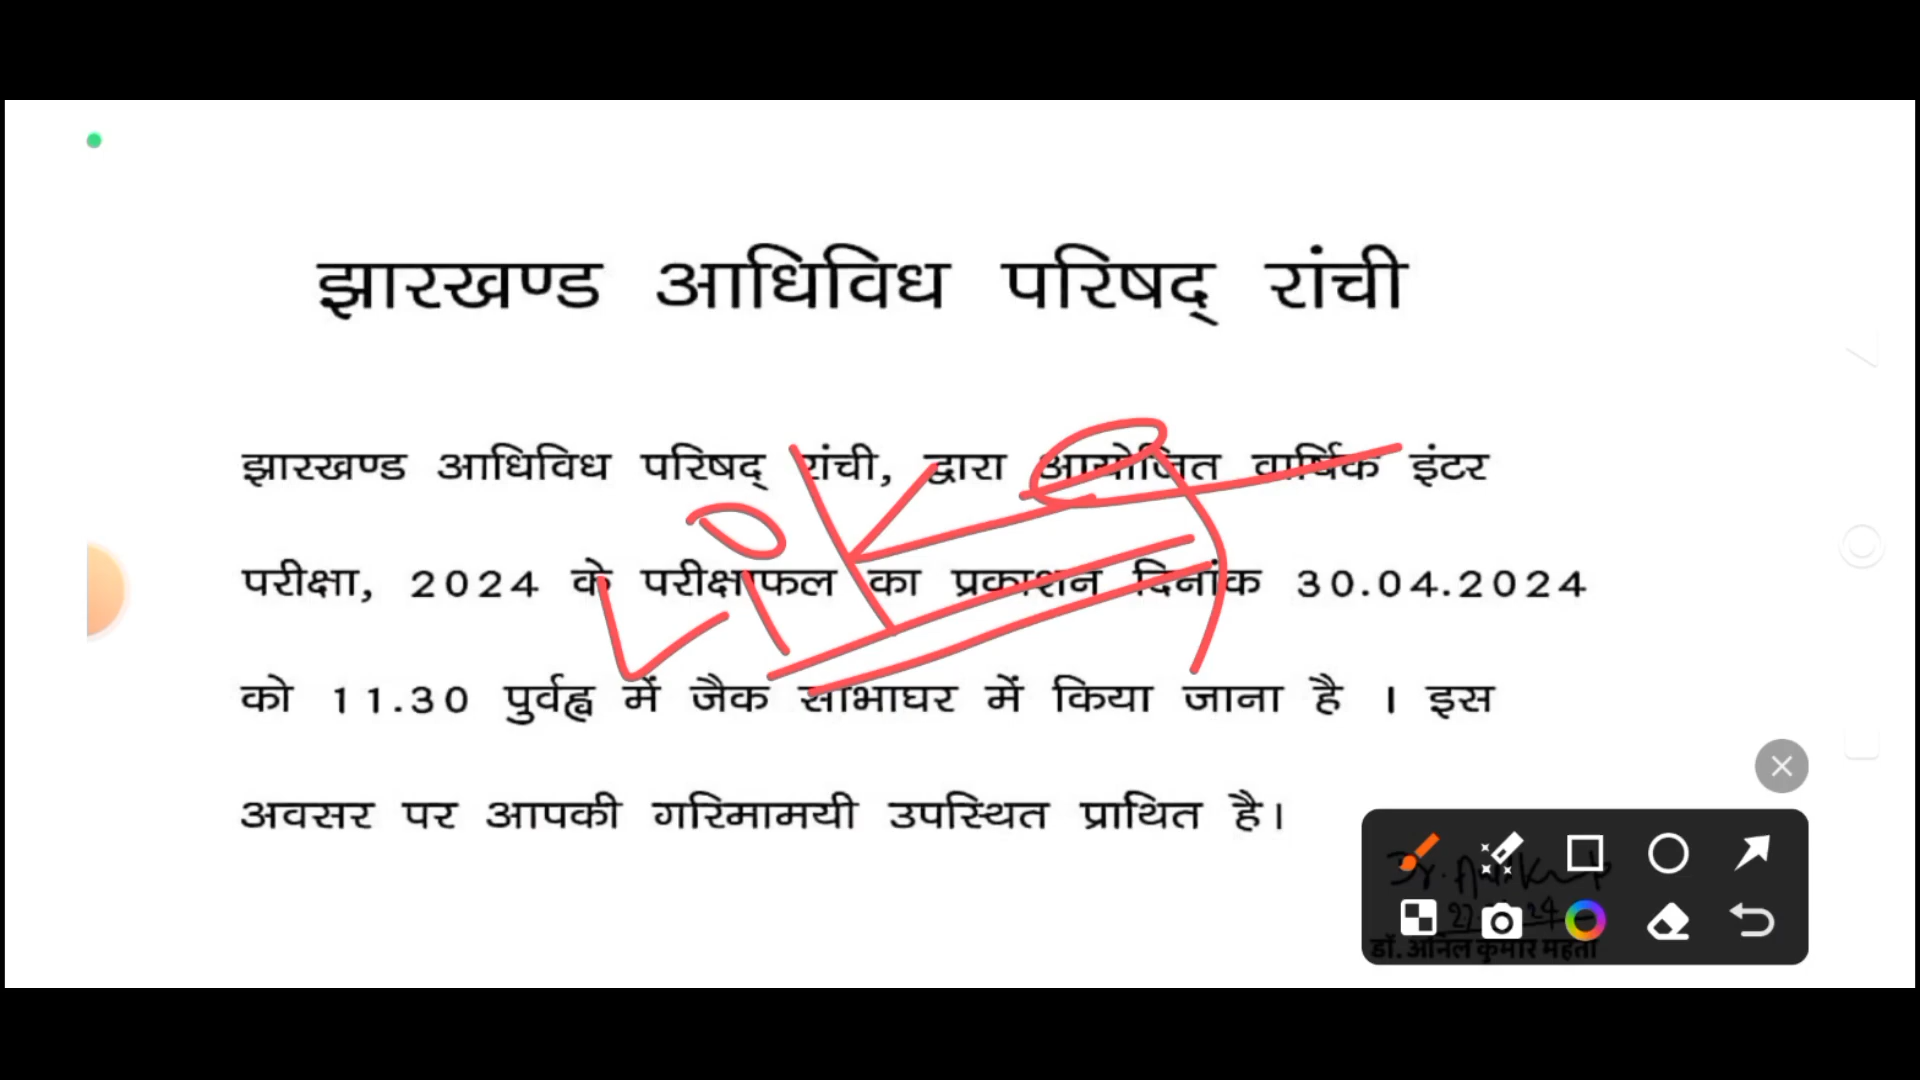 झारखण्ड आधिविध परिषद् रांची
झारखण्ड आधिविध परिषद् रांची, द्वारा आयोजित वार्षिक इंटर
परीक्षा, 2024 के परीक्षाफल का प्रकाशन दिनांक 30.04.2024
को 11.30 पुर्वह्न में जैक साभाघर में किया जाना है । इस
अवसर पर आपकी गरिमामयी उपस्थित प्राथित है।
LIKE
डॉ. अनिल कुमार महतो